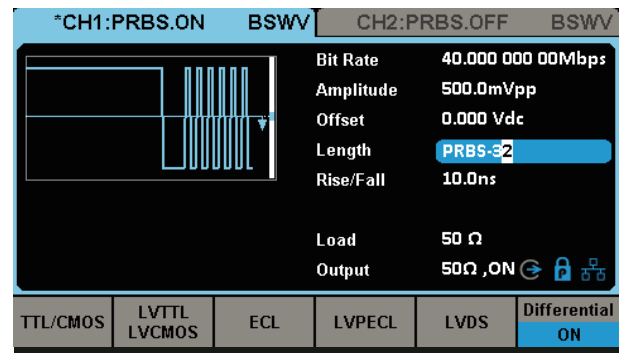 *CH1:PRBS.ON BSWV CH2:PRBS.OFF BSWV
Bit Rate 40.000 000 00Mbps
Amplitude 500.0mVpp
Offset 0.000 Vdc
Length PRBS-32
Rise/Fall 10.0ns
Load 50 Ω
Output 50Ω ,ON
TTL/CMOS LVTTL LVCMOS ECL LVPECL LVDS Differential ON